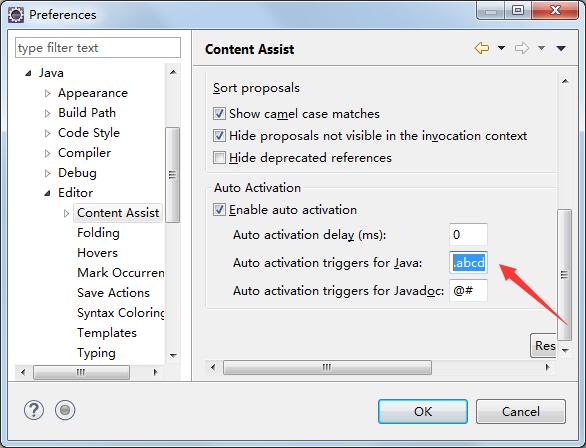 Preferences
type filter text
Java
Appearance
Build Path
Code Style
Compiler
Debug
Editor
Content Assist
Folding
Hovers
Mark Occurren
Save Actions
Syntax Coloring
Templates
Typing
Content Assist
Sort proposals
Show camel case matches
Hide proposals not visible in the invocation context
Hide deprecated references
Auto Activation
Enable auto activation
Auto activation delay (ms): 0
Auto activation triggers for Java: .abcd
Auto activation triggers for Javadoc: @#
Res
OK
Cancel